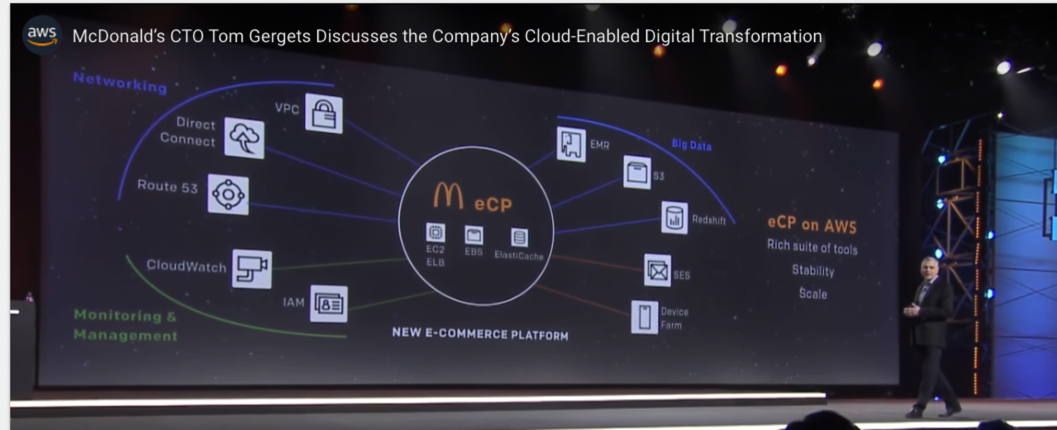 aws
McDonald's CTO Tom Gergets Discusses the Company's Cloud-Enabled Digital Transformation
Networking
VPC
Direct
Connect
Route 53
CloudWatch
IAM
Monitoring &
Management
eCP
EC2
ELB
EBS
ElastiCache
NEW E-COMMERCE PLATFORM
Big Data
EMR
S3
Redshift
SES
Device
Farm
eCP on AWS
Rich suite of tools
Stability
Scale